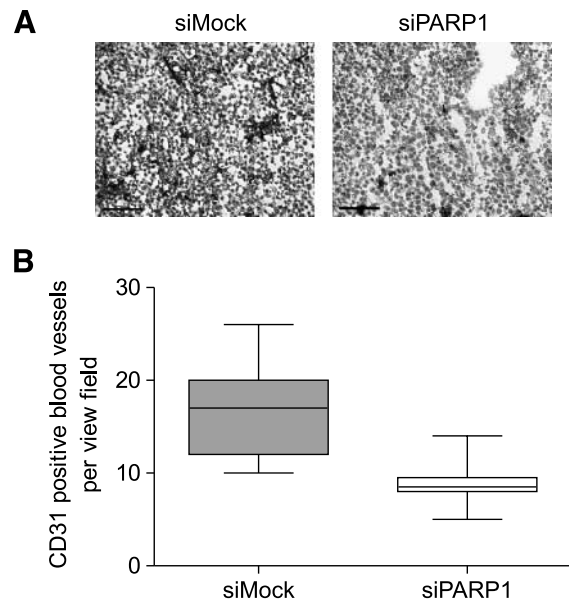 A
siMock
siPARP1
B
CD31 positive blood vessels
per view field
30
20
10
0
siMock
siPARP1